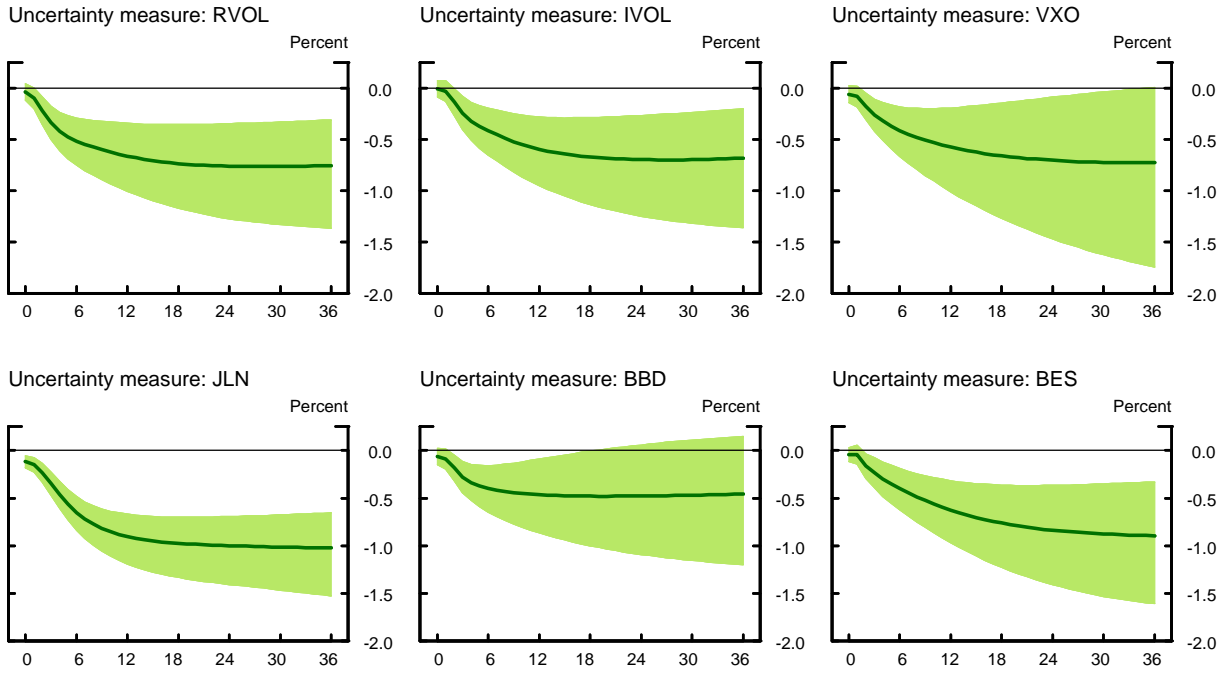 Uncertainty measure: RVOL
Percent
0.0
-0.5
-1.0
-1.5
-2.0
0 6 12 18 24 30 36
Uncertainty measure: IVOL
Percent
0.0
-0.5
-1.0
-1.5
-2.0
0 6 12 18 24 30 36
Uncertainty measure: VXO
Percent
0.0
-0.5
-1.0
-1.5
-2.0
0 6 12 18 24 30 36
Uncertainty measure: JLN
Percent
0.0
-0.5
-1.0
-1.5
-2.0
0 6 12 18 24 30 36
Uncertainty measure: BBD
Percent
0.0
-0.5
-1.0
-1.5
-2.0
0 6 12 18 24 30 36
Uncertainty measure: BES
Percent
0.0
-0.5
-1.0
-1.5
-2.0
0 6 12 18 24 30 36